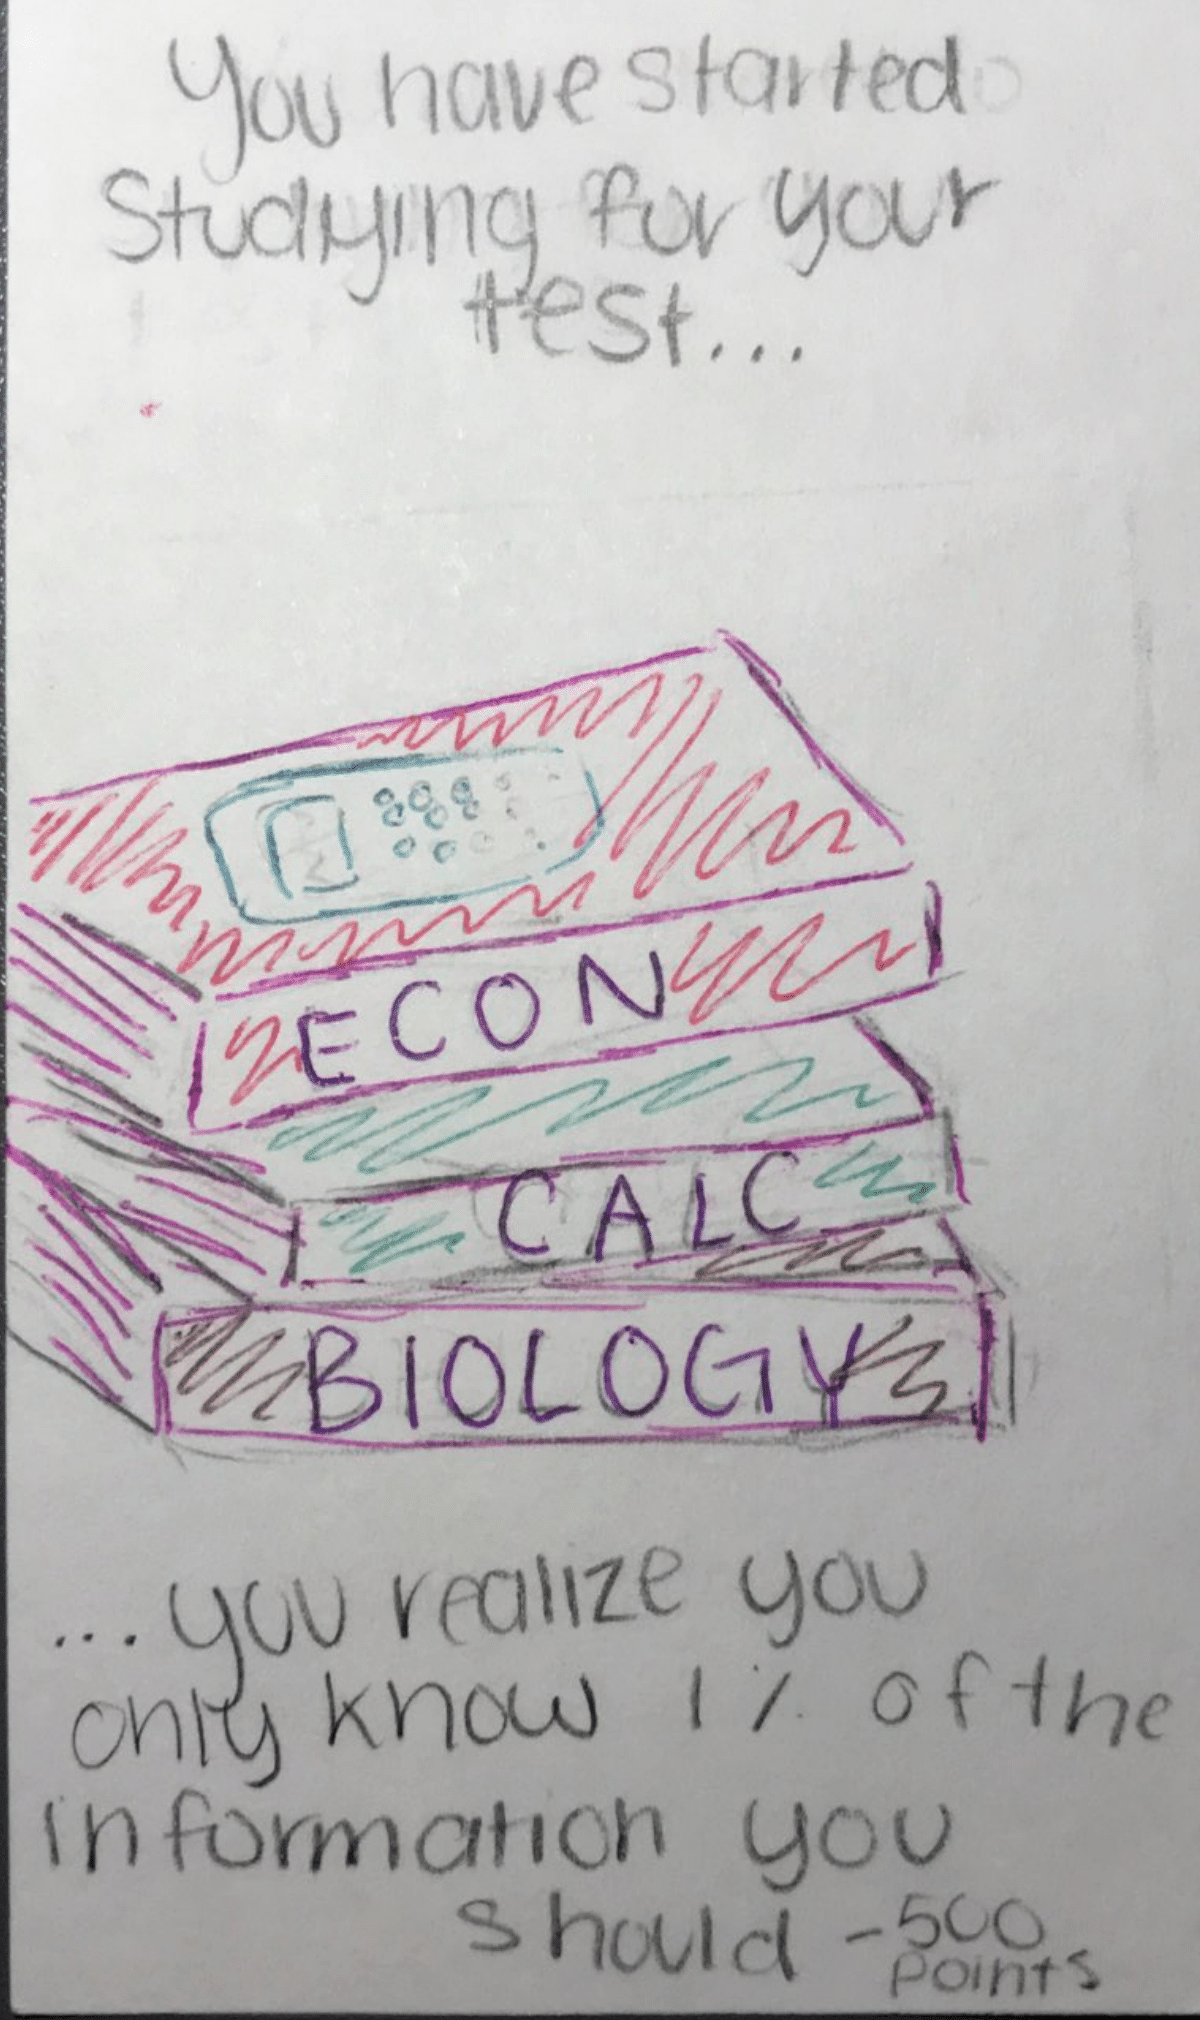 You have started
Studying for your
test...
ECON
CALC
BIOLOGY
...you realize you
only know 1% of the
information you
should -500
points